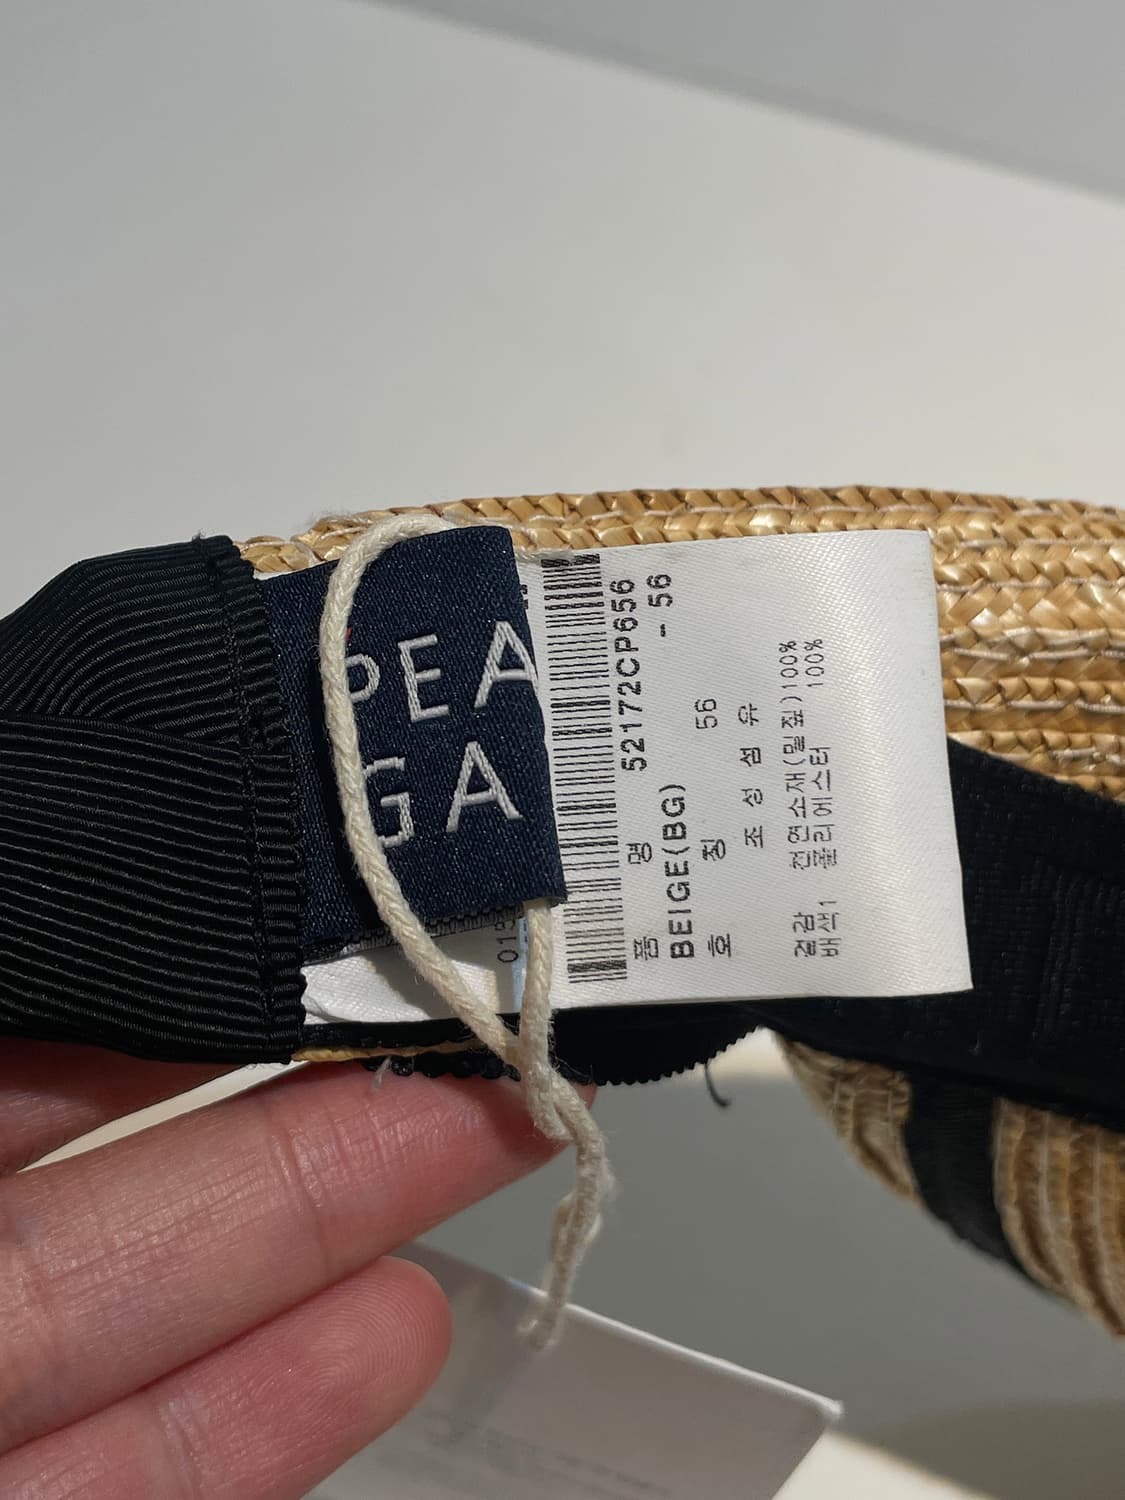 PEA
GA
품 명 52172CP656
BEIGE(BG) - 56
호 칭 56
조 성 섬 유
겉감 천연소재(밀짚)100%
배색1 폴리에스터 100%